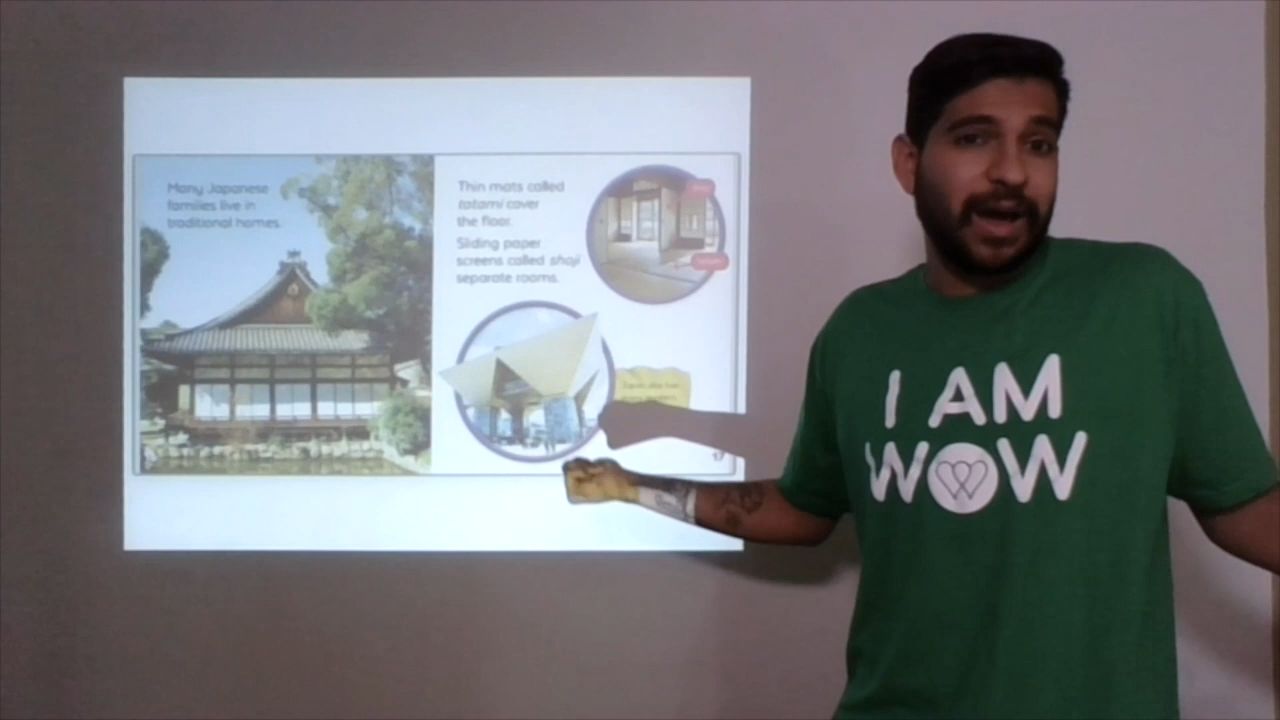 Many Japanese
families live in
traditional homes.
Thin mats called
tatami cover
the floor.
Sliding paper
screens called shoji
separate rooms.
17
I AM
WOW